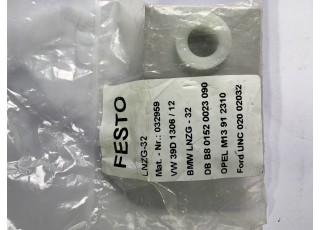 FESTO
LNZG-32
Mat. - Nr.: 032959
VW 39D 1306 / 12
BMW LNZG - 32
DB B8 0152 0023 090
OPEL M13 91 2310
Ford UNC 020 02032